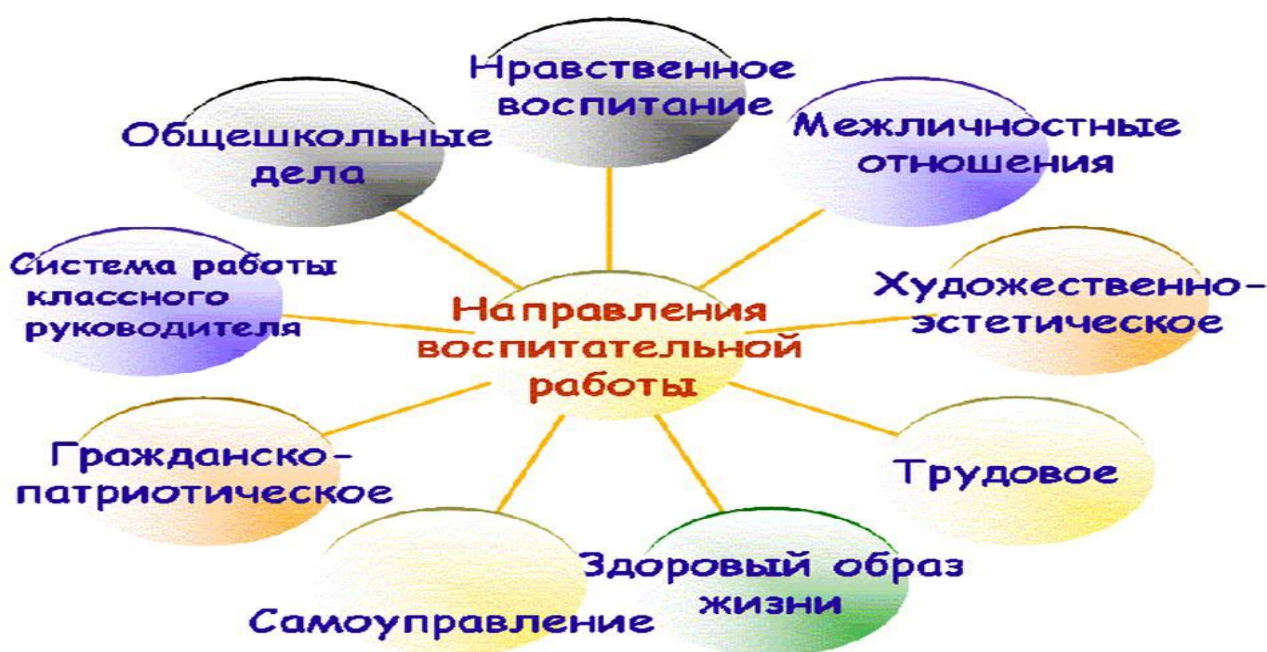 Нравственное
воспитание
Общешкольные
дела
Межличностные
отношения
Система работы
классного
руководителя
Направления
воспитательной
работы
Художественно-
эстетическое
Гражданско-
патриотическое
Трудовое
Самоуправление
Здоровый образ
жизни